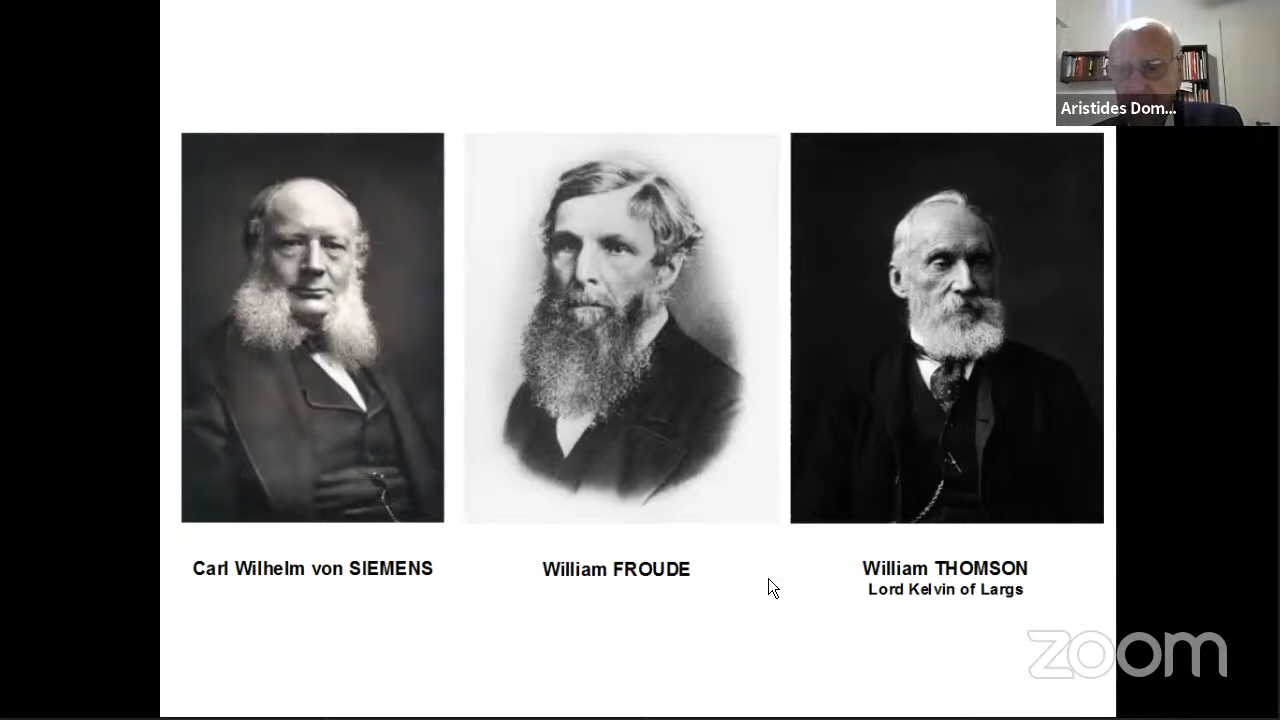 Aristides Dom...
Carl Wilhelm von SIEMENS
William FROUDE
William THOMSON
Lord Kelvin of Largs
zoom